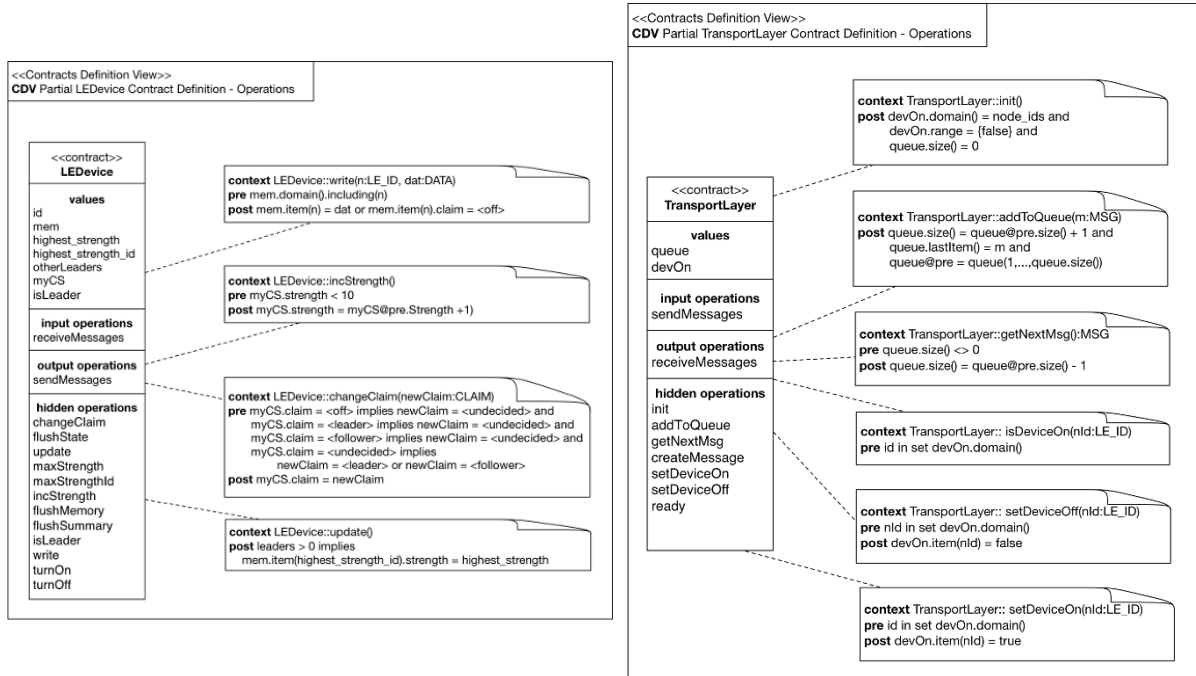 <<Contracts Definition View>>
CDV Partial LEDevice Contract Definition - Operations
<<contract>>
LEDevice
values
id
mem
highest_strength
highest_strength_id
otherLeaders
myCS
isLeader
input operations
receiveMessages
output operations
sendMessages
hidden operations
changeClaim
flushState
update
maxStrength
maxStrengthId
incStrength
flushMemory
flushSummary
isLeader
write
turnOn
turnOff
context LEDevice::write(n:LE_ID, dat:DATA)
pre mem.domain().including(n)
post mem.item(n) = dat or mem.item(n).claim = <off>
context LEDevice::incStrength()
pre myCS.strength < 10
post myCS.strength = myCS@pre.Strength +1)
context LEDevice::changeClaim(newClaim:CLAIM)
pre myCS.claim = <off> implies newClaim = <undecided> and
myCS.claim = <leader> implies newClaim = <undecided> and
myCS.claim = <follower> implies newClaim = <undecided> and
myCS.claim = <undecided> implies
newClaim = <leader> or newClaim = <follower>
post myCS.claim = newClaim
context LEDevice::update()
post leaders > 0 implies
mem.item(highest_strength_id).strength = highest_strength
<<Contracts Definition View>>
CDV Partial TransportLayer Contract Definition - Operations
<<contract>>
TransportLayer
values
queue
devOn
input operations
sendMessages
output operations
receiveMessages
hidden operations
init
addToQueue
getNextMsg
createMessage
setDeviceOn
setDeviceOff
ready
context TransportLayer::init()
post devOn.domain() = node_ids and
devOn.range = {false} and
queue.size() = 0
context TransportLayer::addToQueue(m:MSG)
post queue.size() = queue@pre.size() + 1 and
queue.lastItem() = m and
queue@pre = queue(1,...,queue.size())
context TransportLayer::getNextMsg():MSG
pre queue.size() <> 0
post queue.size() = queue@pre.size() - 1
context TransportLayer:: isDeviceOn(nId:LE_ID)
pre id in set devOn.domain()
context TransportLayer:: setDeviceOff(nId:LE_ID)
pre nId in set devOn.domain()
post devOn.item(nId) = false
context TransportLayer:: setDeviceOn(nId:LE_ID)
pre id in set devOn.domain()
post devOn.item(nId) = true